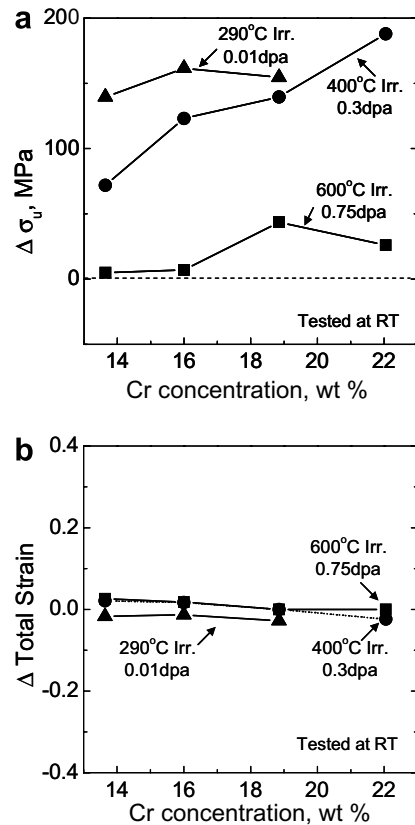 a
200
100
0
Δ σu, MPa
290°C Irr.
0.01dpa
400°C Irr.
0.3dpa
600°C Irr.
0.75dpa
Tested at RT
14 16 18 20 22
Cr concentration, wt %
b
0.4
0.2
0.0
-0.2
-0.4
Δ Total Strain
600°C Irr.
0.75dpa
290°C Irr.
0.01dpa
400°C Irr.
0.3dpa
Tested at RT
14 16 18 20 22
Cr concentration, wt %